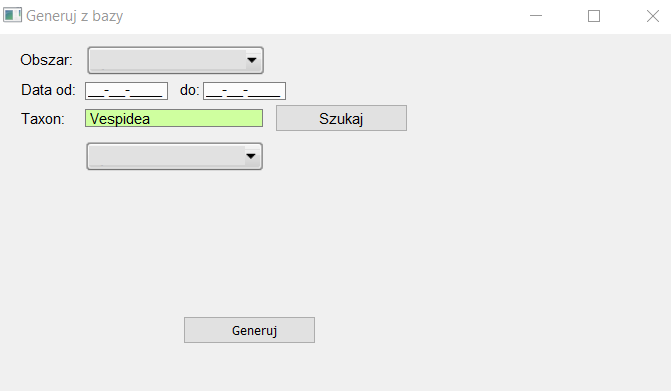 Generuj z bazy
Obszar:
Data od: __-__-____ do: __-__-____
Taxon: Vespidea Szukaj
Generuj